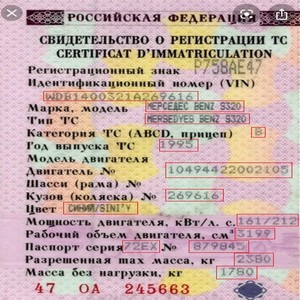 РОССИЙСКАЯ ФЕДЕРАЦИЯ
СВИДЕТЕЛЬСТВО О РЕГИСТРАЦИИ ТС
CERTIFICAT D'IMMATRICULATION
Регистрационный знак Р758АЕ47
Идентификационный номер (VIN)
WDB1400321A269616
Марка, модель МЕРСЕДЕС BENZ S320
Тип ТС MERSEDYES BENZ S320
Категория ТС (ABCD, прицеп) B
Год выпуска ТС 1995
Модель двигателя
Двигатель № 10494422002105
Шасси (рама) №
Кузов (коляска) № 269616
Цвет СИНИЙ/SINI'Y
Мощность двигателя, кВт/л. с. 161/212
Рабочий объем двигателя, см³ 3199
Паспорт серия 72ЕХ № 879845
Разрешенная max масса, кг 2380
Масса без нагрузки, кг 1780
47 ОА 245663